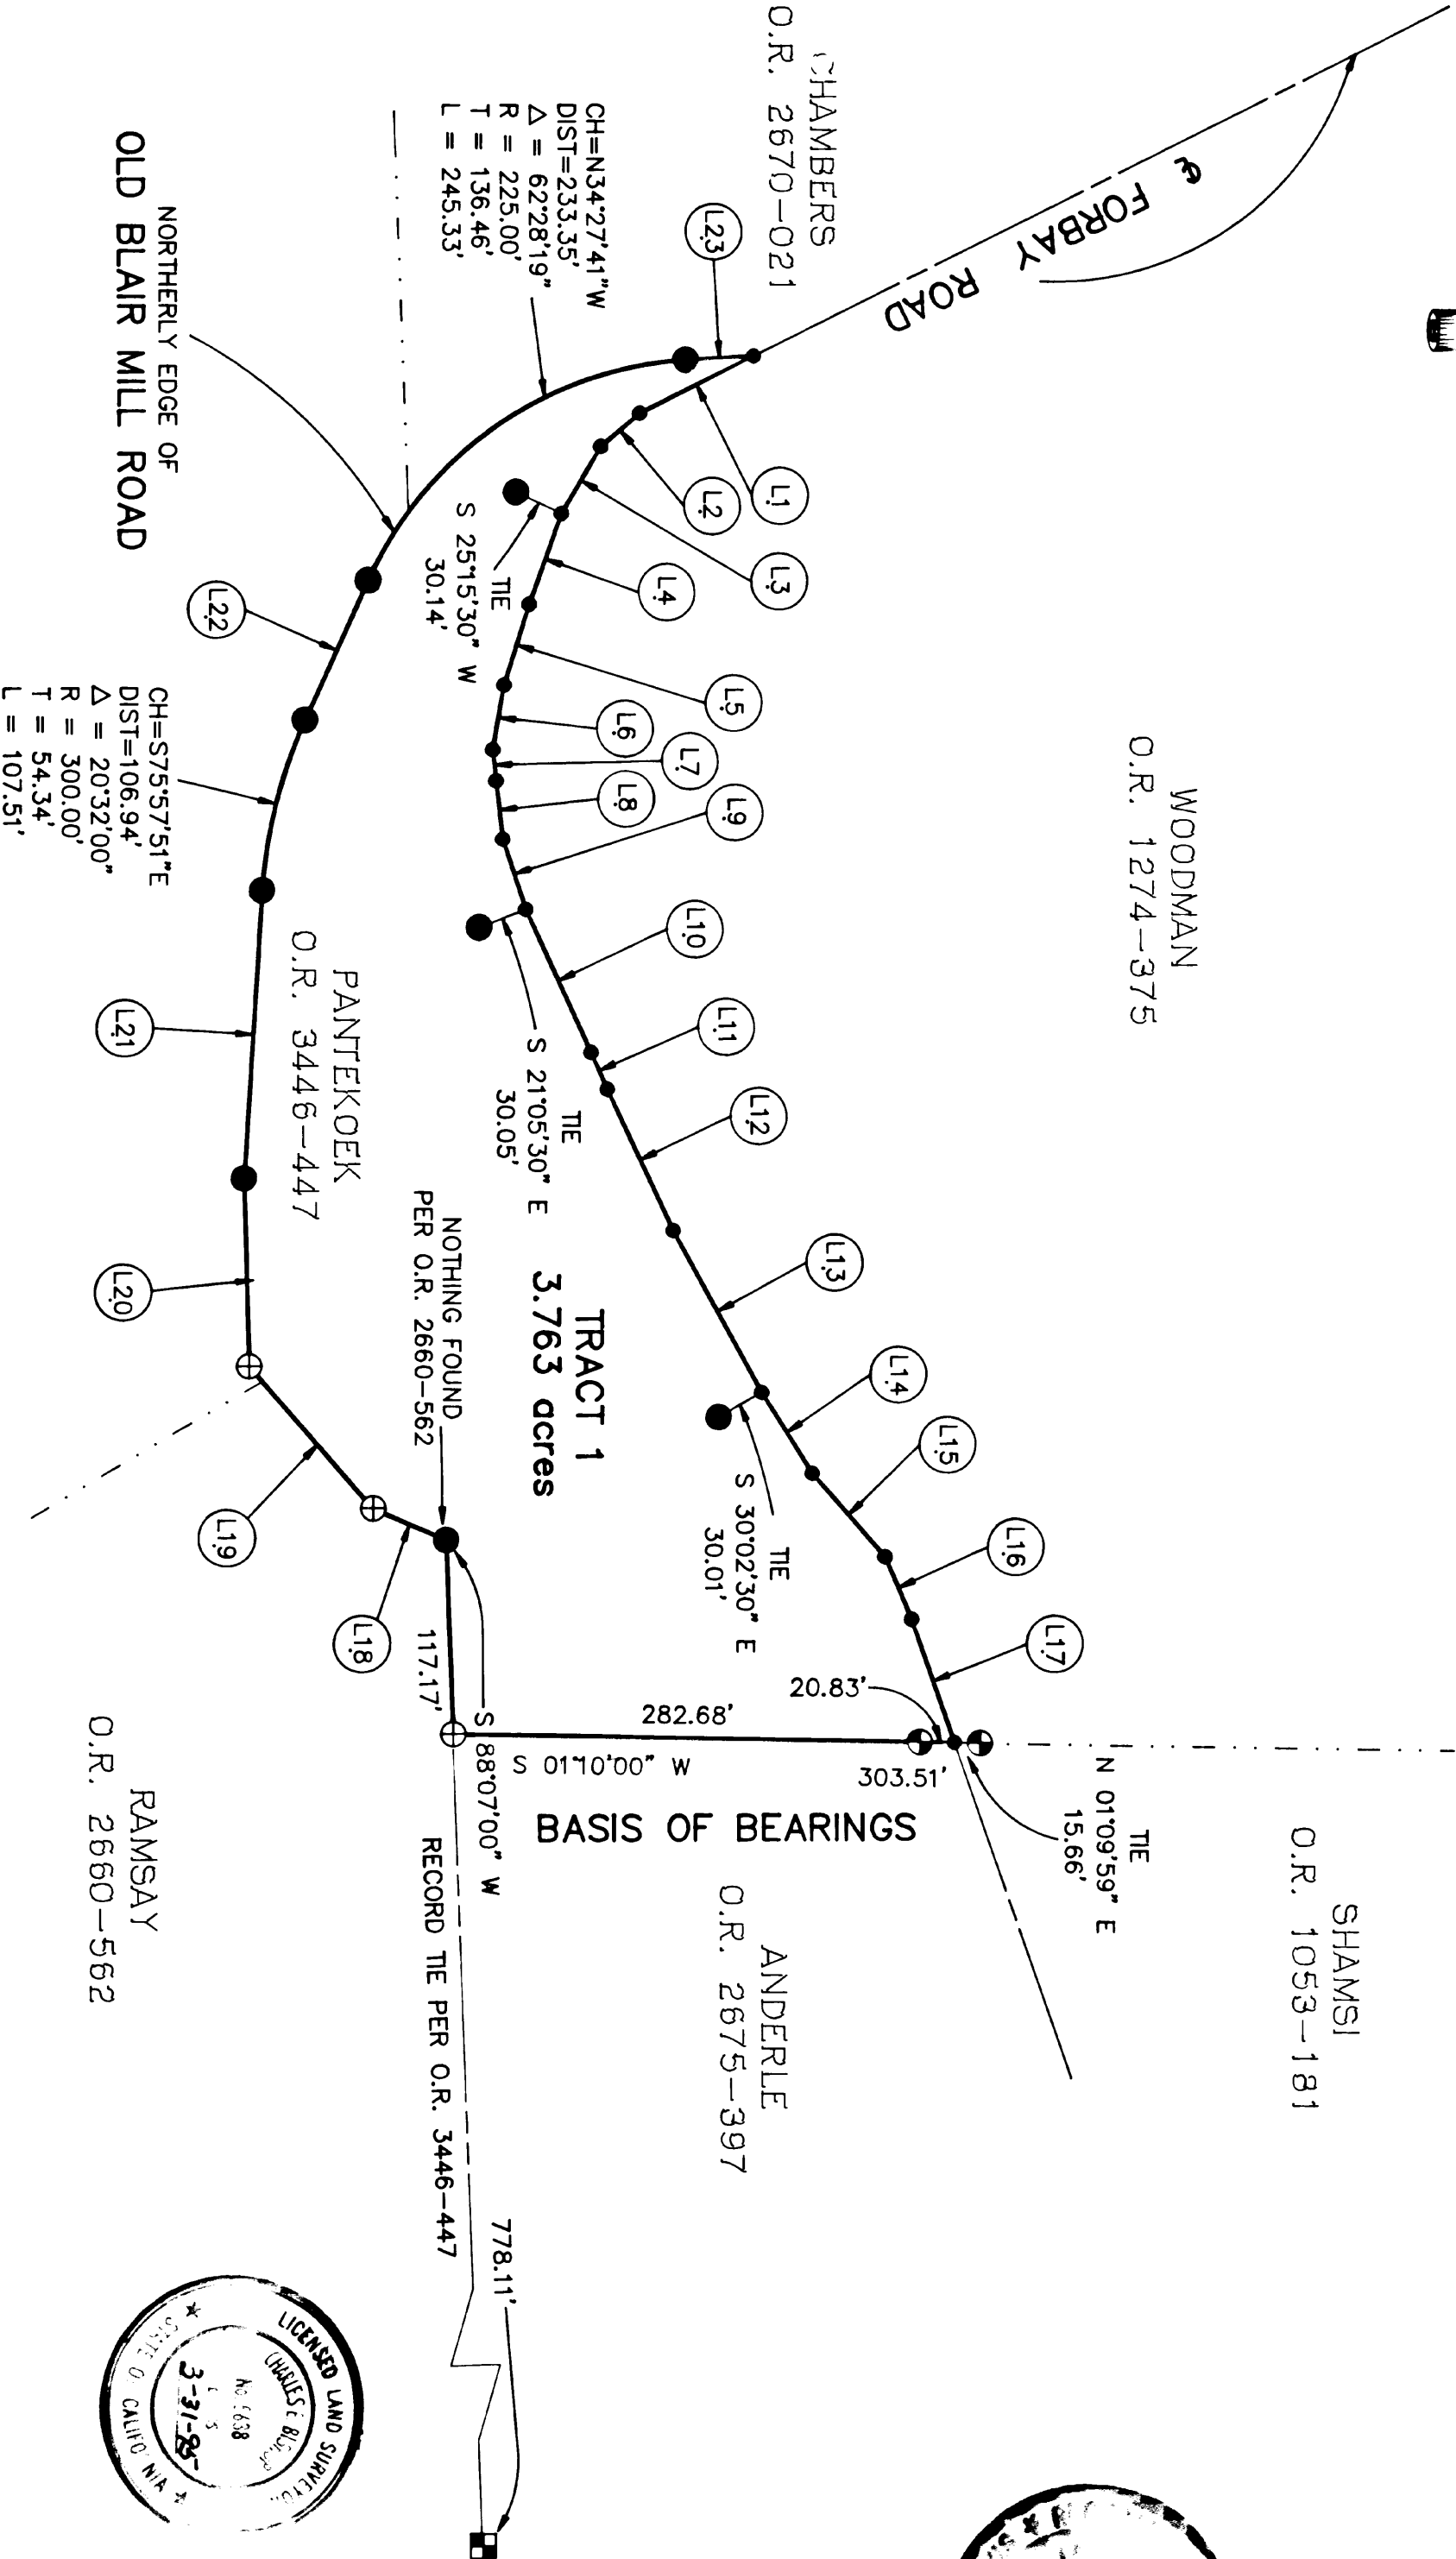 SHAMSI
O.R. 1053-181
WOODMAN
O.R. 1274-375
℄ FORBAY ROAD
CHAMBERS
O.R. 2670-021
L23
L1
L2
L3
L4
L5
L6
L7
L8
L9
L10
L11
L12
L13
L14
L15
L16
L17
TIE
N 01°09'59" E
15.66'
TIE
S 25°15'30" W
30.14'
TIE
S 21°05'30" E
30.05'
TIE
S 30°02'30" E
30.01'
20.83'
282.68'
303.51'
S 01°10'00" W
BASIS OF BEARINGS
ANDERLE
O.R. 2675-397
TRACT 1
3.763 acres
CH=N34°27'41"W
DIST=233.35'
Δ = 62°28'19"
R = 225.00'
T = 136.46'
L = 245.33'
NOTHING FOUND
PER O.R. 2660-562
S 88°07'00" W
117.17'
778.11'
RECORD TIE PER O.R. 3446-447
PANTEKOEK
O.R. 3446-447
NORTHERLY EDGE OF
OLD BLAIR MILL ROAD
L22
L21
L20
L19
L18
CH=S75°57'51"E
DIST=106.94'
Δ = 20°32'00"
R = 300.00'
T = 54.34'
L = 107.51'
RAMSAY
O.R. 2660-562
LICENSED LAND
CHARLES E
3-31-95
STATE